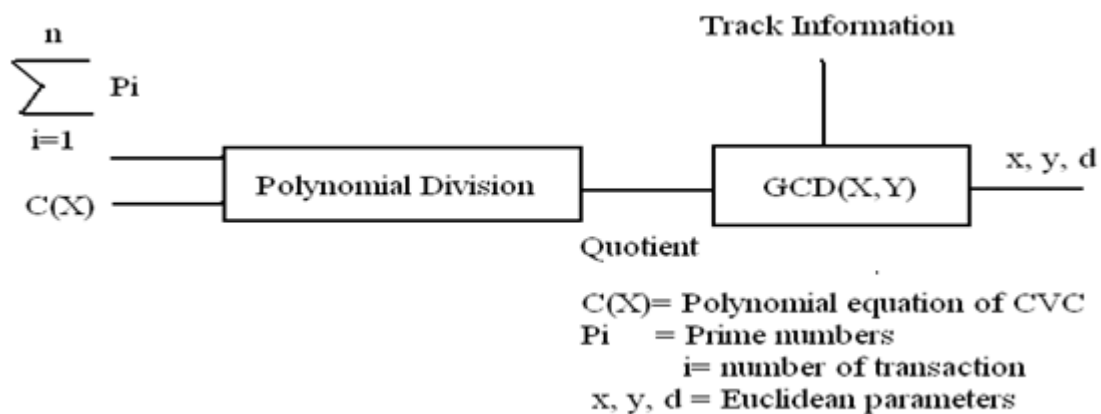 n
Pi
i=1
C(X)
Polynomial Division
Quotient
Track Information
GCD(X,Y)
x, y, d
C(X)= Polynomial equation of CVC
Pi = Prime numbers
i= number of transaction
x, y, d = Euclidean parameters